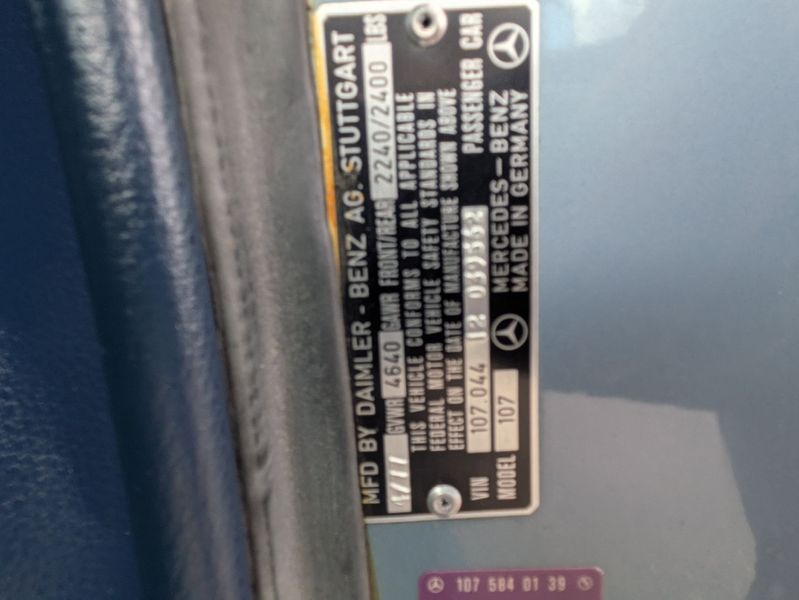 MFD BY DAIMLER-BENZ AG. STUTTGART
4/77 GVWR 4640 GAWR FRONT/REAR 2240/2400 LBS
THIS VEHICLE CONFORMS TO ALL APPLICABLE
FEDERAL MOTOR VEHICLE SAFETY STANDARDS IN
EFFECT ON THE DATE OF MANUFACTURE SHOWN ABOVE
VIN 107.044 12 PASSENGER CAR
MODEL 107 MERCEDES-BENZ
MADE IN GERMANY
107 584 01 39